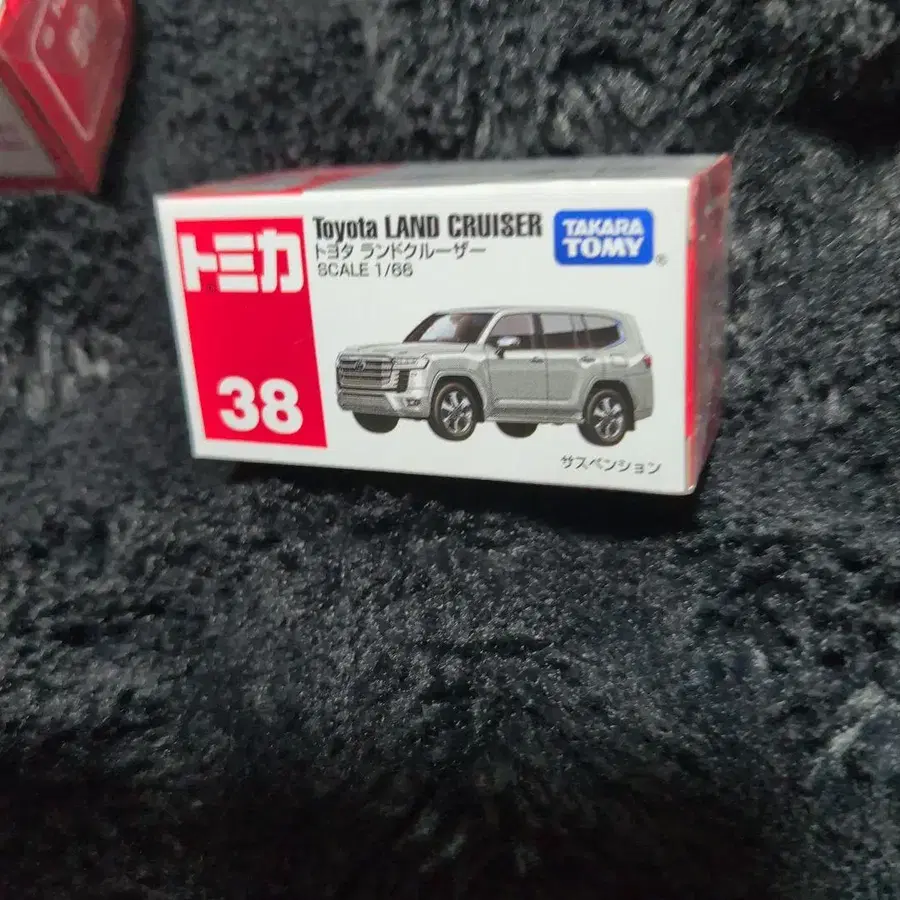 トミカ
38
Toyota LAND CRUISER
トヨタ ランドクルーザー
SCALE 1/66
TAKARA
TOMY
®
サスペンション